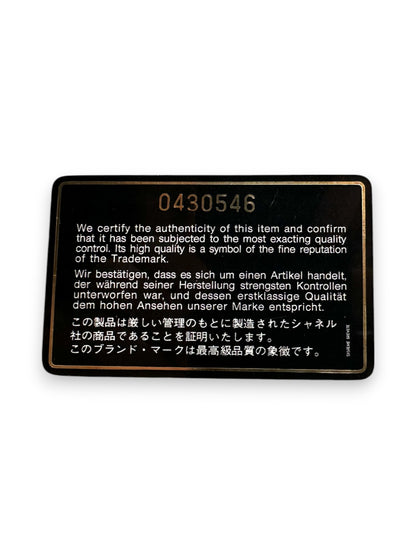 0430546
We certify the authenticity of this item and confirm
that it has been subjected to the most exacting quality
control. Its high quality is a symbol of the fine reputation
of the Trademark.
Wir bestätigen, dass es sich um einen Artikel handelt,
der während seiner Herstellung strengsten Kontrollen
unterworfen war, und dessen erstklassige Qualität
dem hohen Ansehen unserer Marke entspricht.
この製品は厳しい管理のもとに製造されたシャネル
社の商品であることを証明いたします。
このブランド・マークは最高級品質の象徴です。